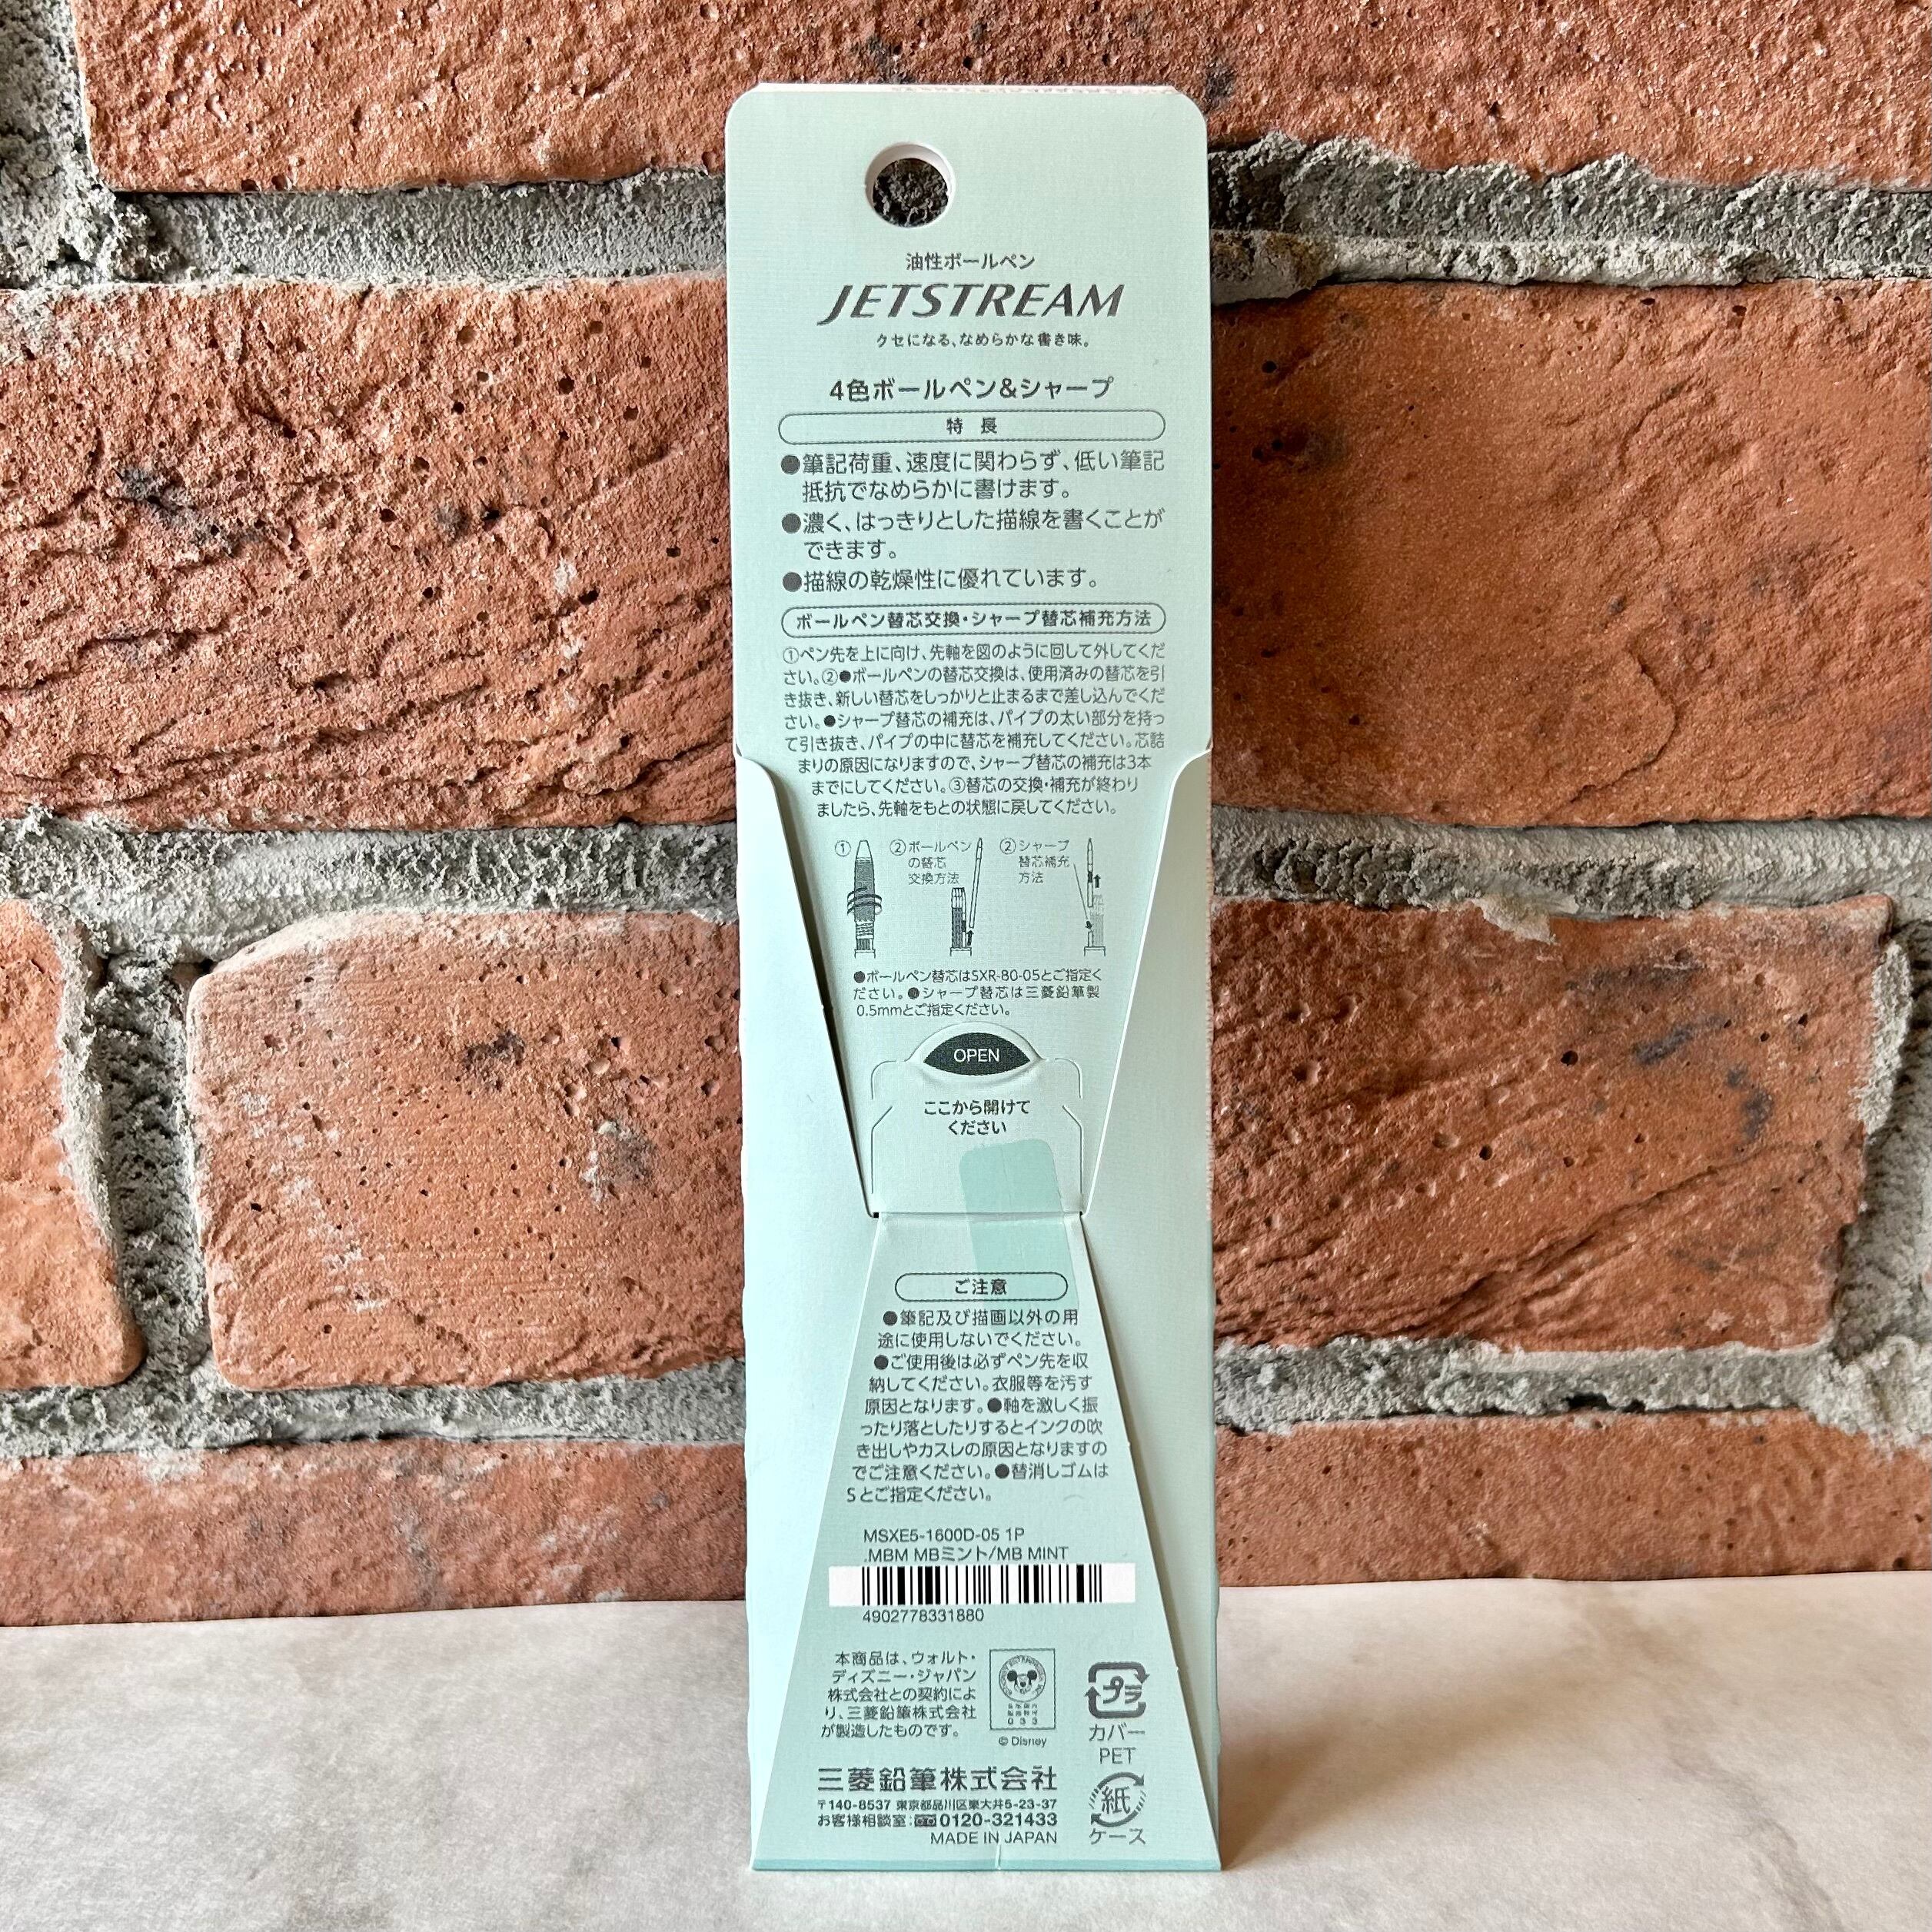 油性ボールペン
JETSTREAM
クセになる、なめらかな書き味。
4色ボールペン&シャープ
特 長
●筆記荷重、速度に関わらず、低い筆記
抵抗でなめらかに書けます。
●濃く、はっきりとした描線を書くことが
できます。
●描線の乾燥性に優れています。
ボールペン替芯交換・シャープ替芯補充方法
①ペン先を上に向け、先軸を図のように回して外してくだ
さい。②●ボールペンの替芯交換は、使用済みの替芯を引
き抜き、新しい替芯をしっかりと止まるまで差し込んでくだ
さい。●シャープ替芯の補充は、パイプの太い部分を持っ
て引き抜き、パイプの中に替芯を補充してください。芯詰
まりの原因になりますので、シャープ替芯の補充は3本
までにしてください。③替芯の交換・補充が終わり
ましたら、先軸をもとの状態に戻してください。
①
②ボールペン
の替芯
交換方法
②シャープ
替芯補充
方法
●ボールペン替芯はSXR-80-05とご指定く
ださい。●シャープ替芯は三菱鉛筆製
0.5mmとご指定ください。
OPEN
ここから開けて
ください
ご注意
●筆記及び描画以外の用
途に使用しないでください。
●ご使用後は必ずペン先を収
納してください。衣服等を汚す
原因となります。●軸を激しく振
ったり落としたりするとインクの吹
き出しやカスレの原因となりますの
でご注意ください。●替消しゴムは
Sとご指定ください。
MSXE5-1600D-05 1P
.MBM MBミント/MB MINT
4902778331880
本商品は、ウォルト・
ディズニー・ジャパン
株式会社との契約によ
り、三菱鉛筆株式会社
が製造したものです。
033
© Disney
プラ
カバー
PET
紙
ケース
三菱鉛筆株式会社
〒140-8537 東京都品川区東大井5-23-37
お客様相談室:0120-321433
MADE IN JAPAN